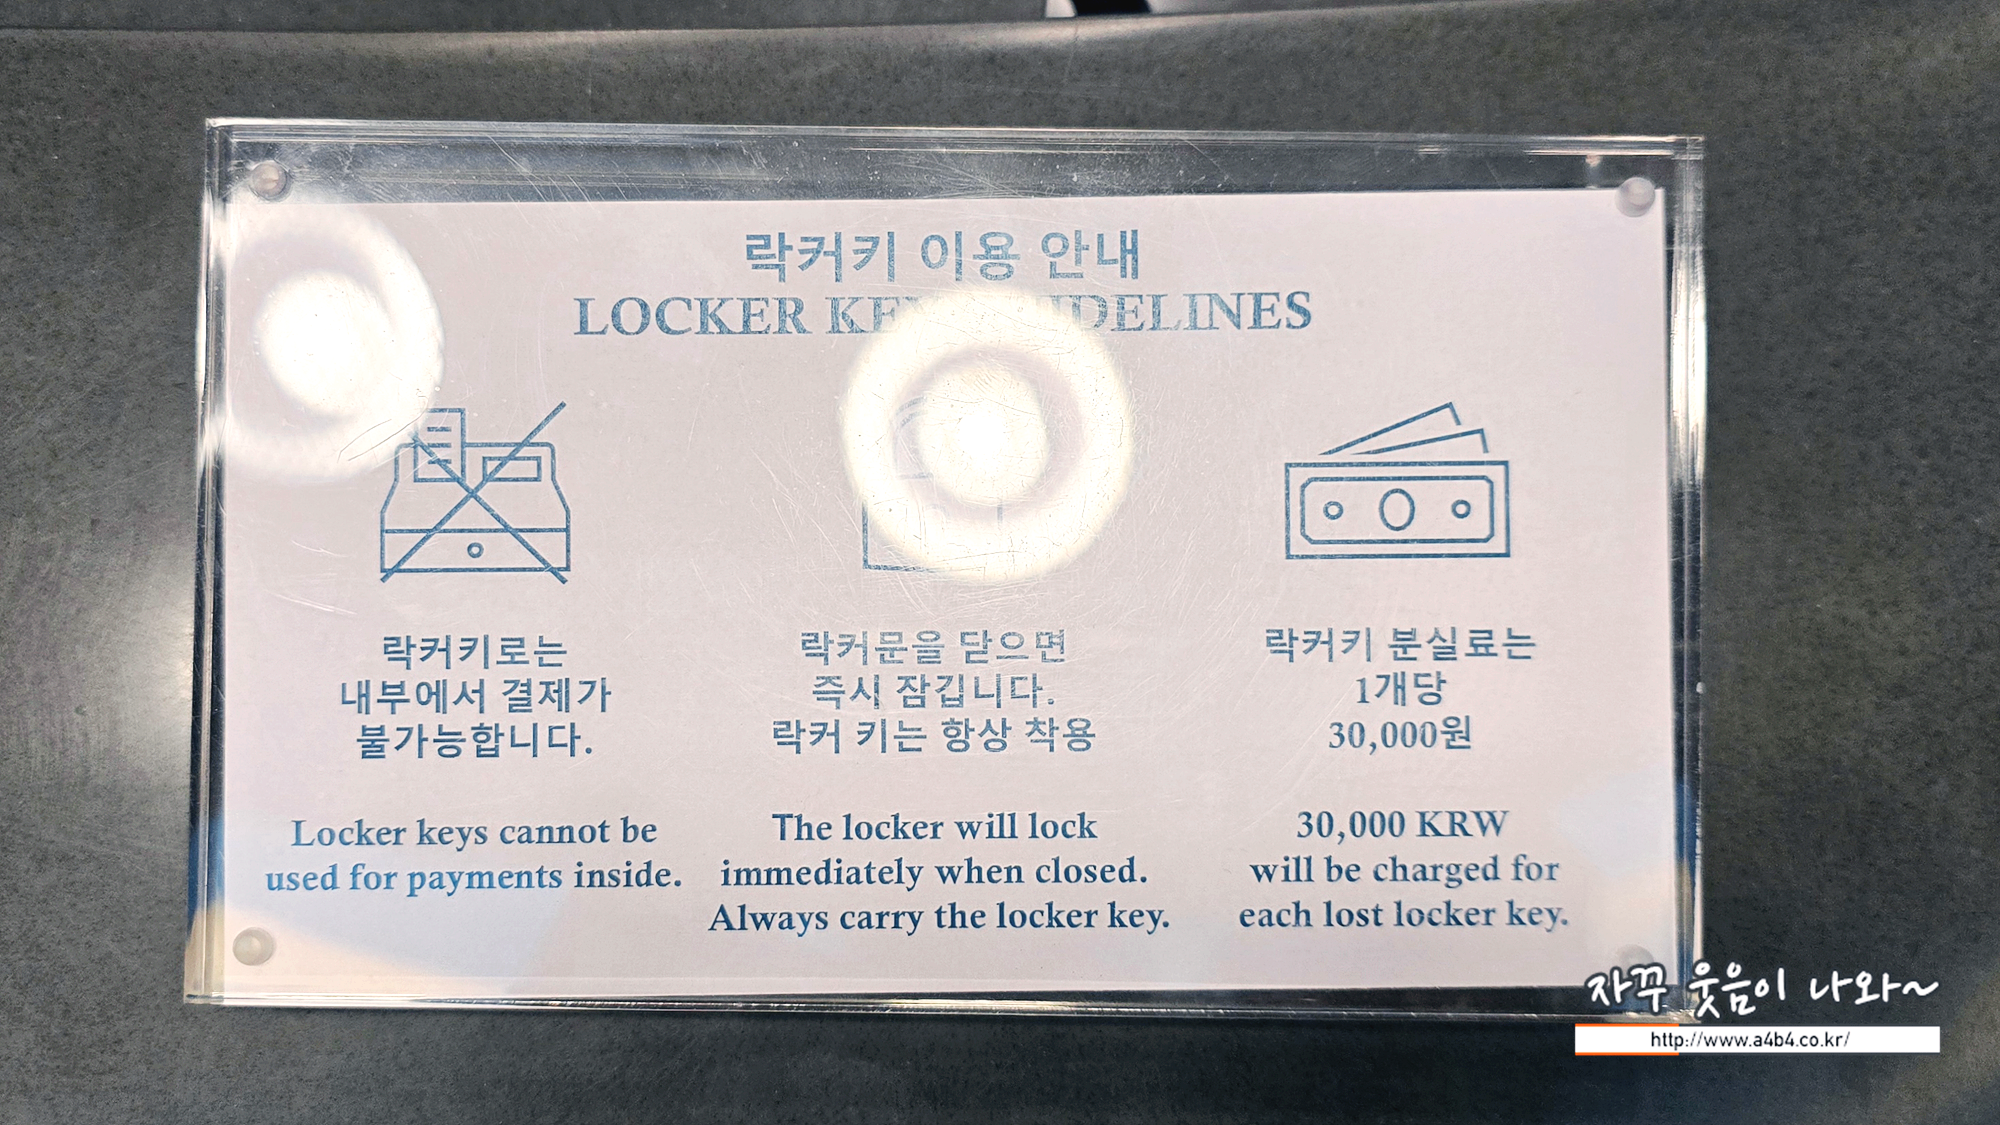 락커키 이용 안내
LOCKER KEY GUIDELINES
락커키로는
내부에서 결제가
불가능합니다.
Locker keys cannot be
used for payments inside.
락커문을 닫으면
즉시 잠깁니다.
락커 키는 항상 착용
The locker will lock
immediately when closed.
Always carry the locker key.
락커키 분실료는
1개당
30,000원
30,000 KRW
will be charged for
each lost locker key.
자꾸 웃음이 나와~
http://www.a4b4.co.kr/